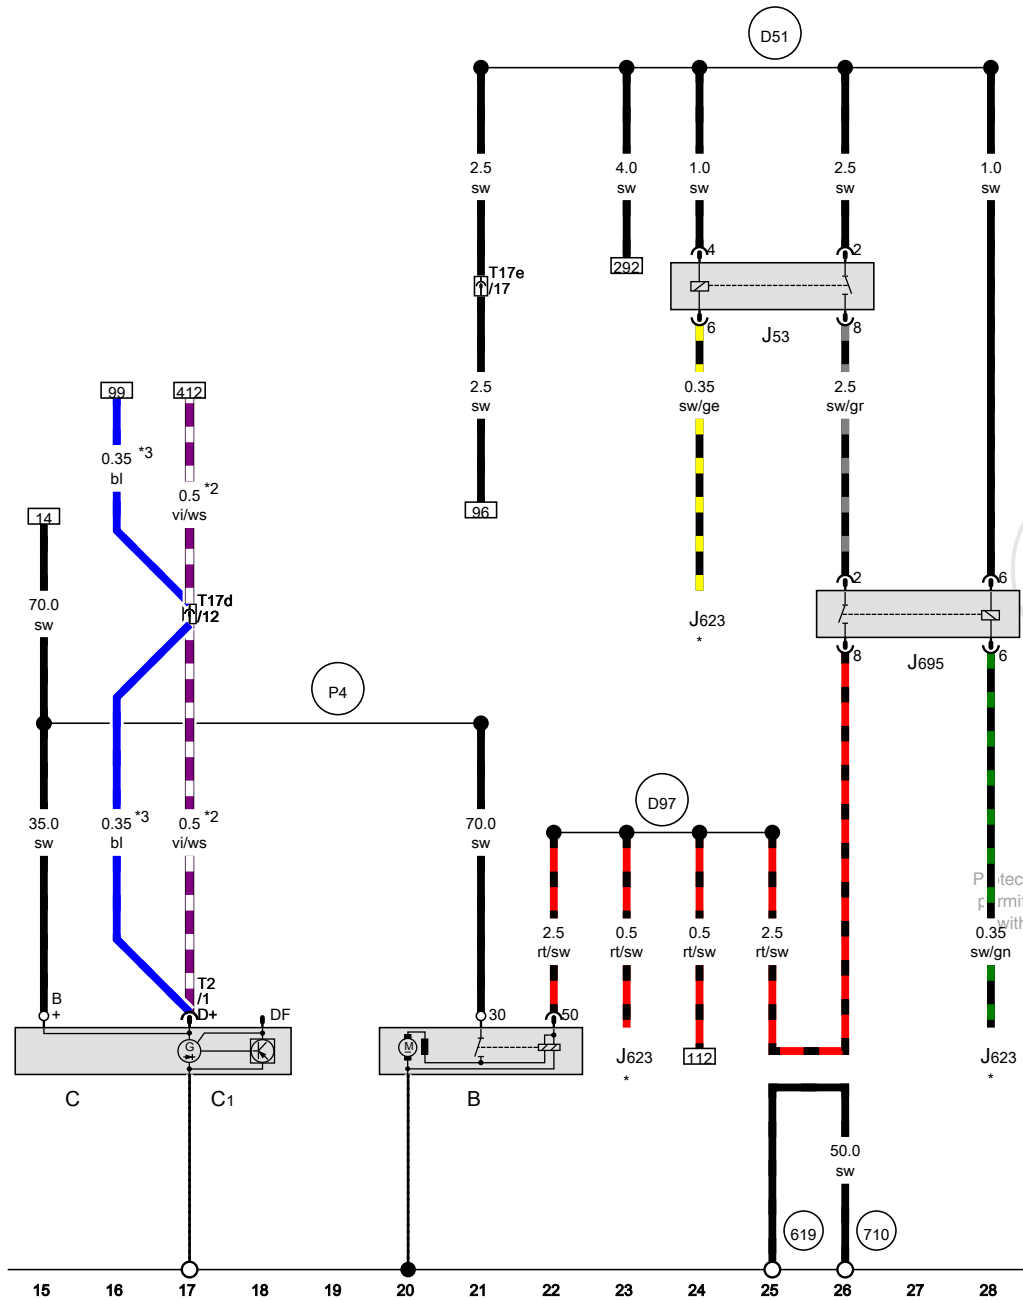 D51
2.5
sw
4.0
sw
1.0
sw
2.5
sw
1.0
sw
4
2
292
T17e
/17
6
8
J53
99
412
2.5
sw
0.35
sw/ge
2.5
sw/gr
0.35 *3
bl
0.5 *2
vi/ws
96
14
70.0
sw
T17d
/12
2
6
J623
*
8
6
J695
P4
D97
35.0
sw
0.35 *3
bl
0.5 *2
vi/ws
70.0
sw
2.5
rt/sw
0.5
rt/sw
0.5
rt/sw
2.5
rt/sw
0.35
sw/gn
T2
/1
D+
B
+
DF
30
50
G
M
J623
*
112
J623
*
C
C1
B
50.0
sw
619
710
15 16 17 18 19 20 21 22 23 24 25 26 27 28